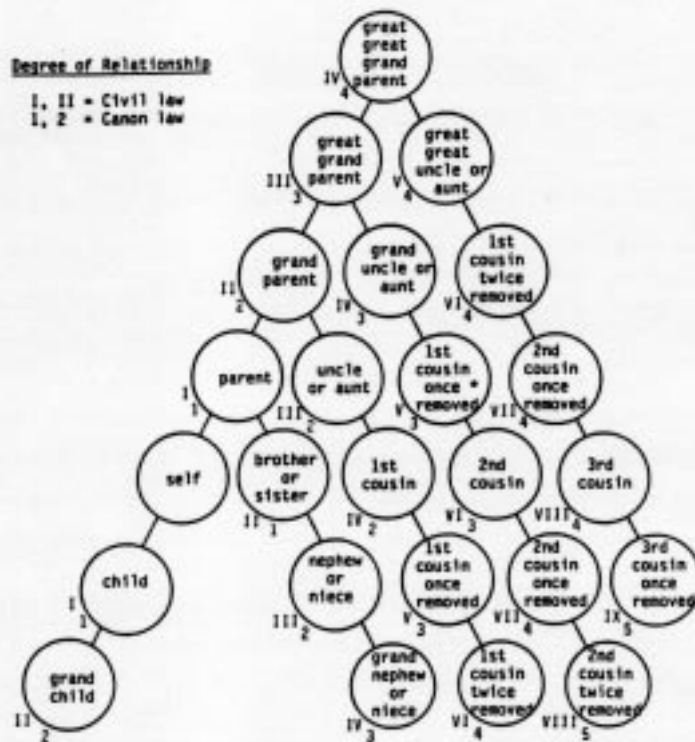 great
great
grand
parent
IV
4
Degree of Relationship
I, II = Civil law
1, 2 = Canon law
great
grand
parent
III
3
great
great
uncle or
aunt
V
4
grand
parent
II
2
grand
uncle or
aunt
IV
3
1st
cousin
twice
removed
VI
4
parent
I
1
uncle
or aunt
III
2
1st
cousin
once *
removed
V
3
2nd
cousin
once
removed
VII
4
self
brother
or
sister
II
1
1st
cousin
IV
2
2nd
cousin
VI
3
3rd
cousin
VIII
4
child
I
1
nephew
or
niece
III
2
1st
cousin
once
removed
V
3
2nd
cousin
once
removed
VII
4
3rd
cousin
once
removed
IX
5
grand
child
II
2
grand
nephew
or
niece
IV
3
1st
cousin
twice
removed
VI
4
2nd
cousin
twice
removed
VIII
5